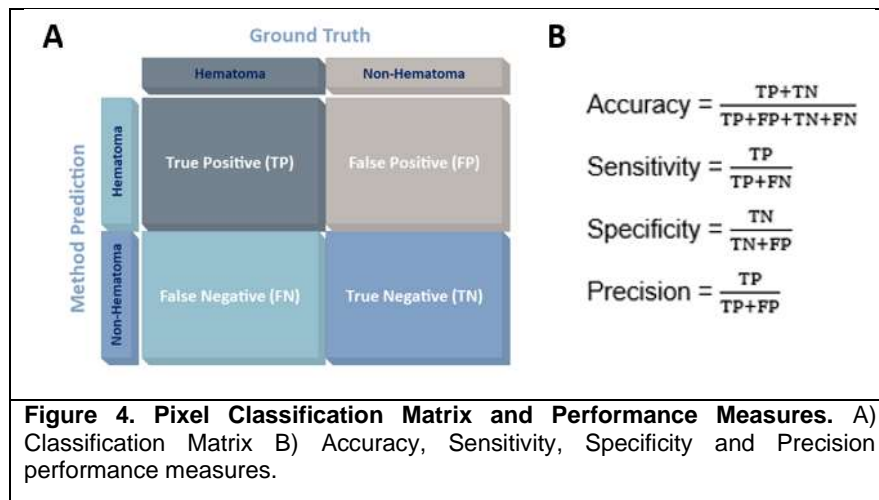 A
Ground Truth
Hematoma Non-Hematoma
Method Prediction
Hematoma
True Positive (TP) False Positive (FP)
Non-Hematoma
False Negative (FN) True Negative (TN)
B
Accuracy = TP+TN / TP+FP+TN+FN
Sensitivity = TP / TP+FN
Specificity = TN / TN+FP
Precision = TP / TP+FP
Figure 4. Pixel Classification Matrix and Performance Measures. A)
Classification Matrix B) Accuracy, Sensitivity, Specificity and Precision
performance measures.